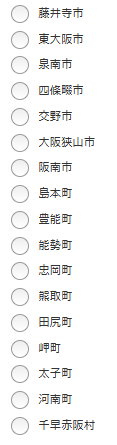 藤井寺市
東大阪市
泉南市
四條畷市
交野市
大阪狭山市
阪南市
島本町
豊能町
能勢町
忠岡町
熊取町
田尻町
岬町
太子町
河南町
千早赤阪村